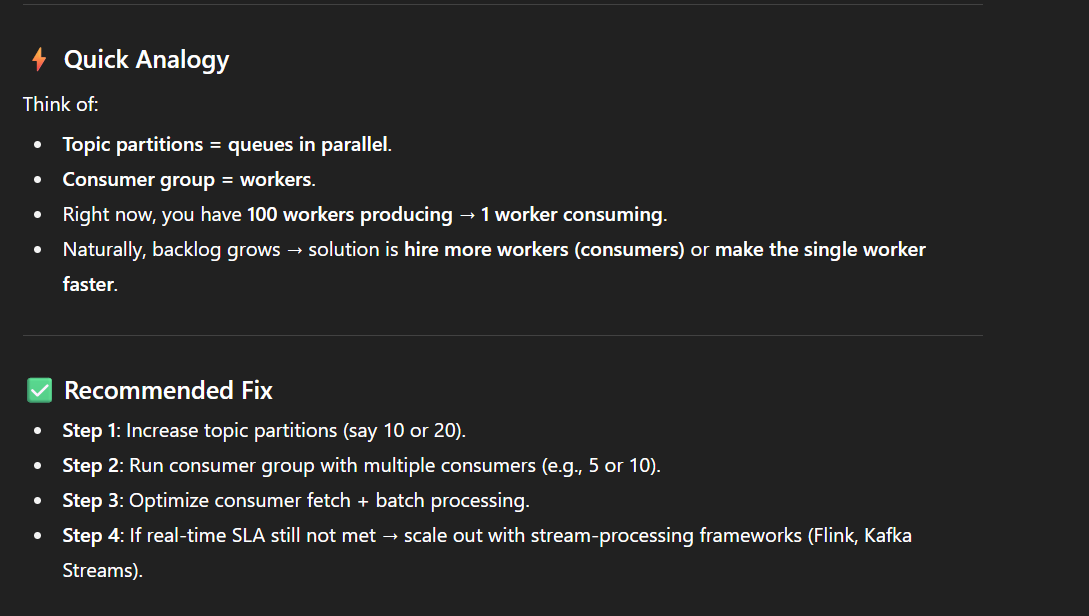 ⚡ Quick Analogy
Think of:
• Topic partitions = queues in parallel.
• Consumer group = workers.
• Right now, you have 100 workers producing → 1 worker consuming.
• Naturally, backlog grows → solution is hire more workers (consumers) or make the single worker
faster.
✅ Recommended Fix
• Step 1: Increase topic partitions (say 10 or 20).
• Step 2: Run consumer group with multiple consumers (e.g., 5 or 10).
• Step 3: Optimize consumer fetch + batch processing.
• Step 4: If real-time SLA still not met → scale out with stream-processing frameworks (Flink, Kafka
Streams).